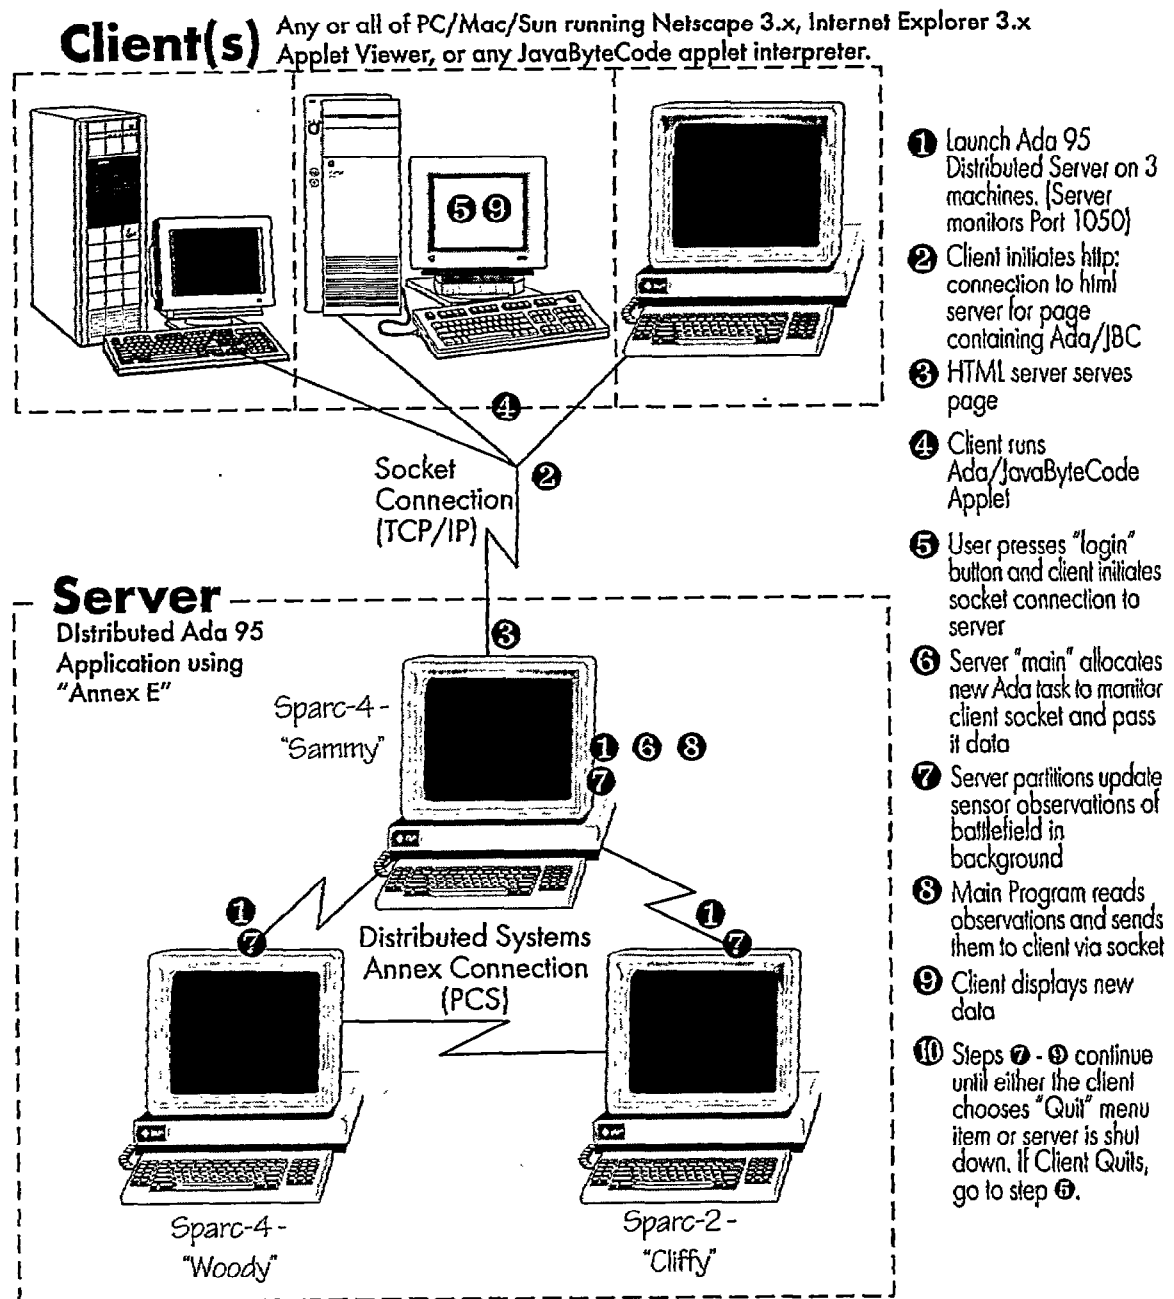 Client(s)
Any or all of PC/Mac/Sun running Netscape 3.x, Internet Explorer 3.x
Applet Viewer, or any JavaByteCode applet interpreter.
5 9
4
Socket
Connection
(TCP/IP)
2
Server
Distributed Ada 95
Application using
"Annex E"
3
Sparc-4 -
"Sammy"
1 6 8
7
1
7
Distributed Systems
Annex Connection
(PCS)
1
7
Sparc-4 -
"Woody"
Sparc-2 -
"Cliffy"
1 Launch Ada 95
Distributed Server on 3
machines. (Server
monitors Port 1050)
2 Client initiates http:
connection to html
server for page
containing Ada/JBC
3 HTML server serves
page
4 Client runs
Ada/JavaByteCode
Applet
5 User presses "login"
button and client initiates
socket connection to
server
6 Server "main" allocates
new Ada task to monitor
client socket and pass
it data
7 Server partitions update
sensor observations of
battlefield in
background
8 Main Program reads
observations and sends
them to client via socket
9 Client displays new
data
10 Steps 7 - 9 continue
until either the client
chooses "Quit" menu
item or server is shut
down. If Client Quits,
go to step 5.